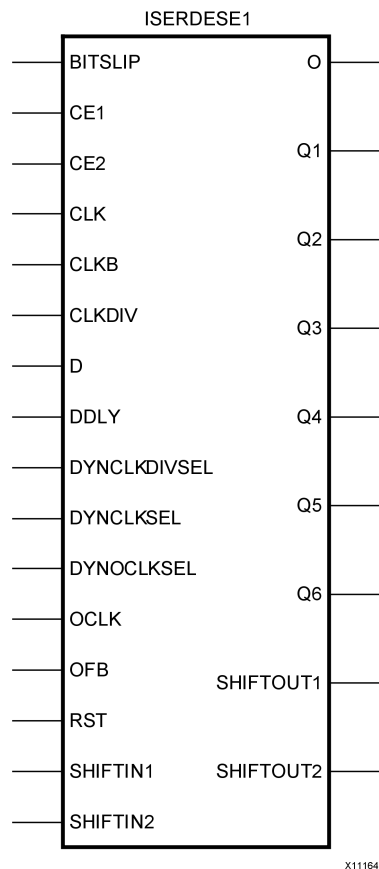 ISERDESE1
BITSLIP
O
CE1
Q1
CE2
CLK
Q2
CLKB
CLKDIV
Q3
D
DDLY
Q4
DYNCLKDIVSEL
Q5
DYNCLKSEL
DYNOCLKSEL
Q6
OCLK
OFB
SHIFTOUT1
RST
SHIFTIN1
SHIFTOUT2
SHIFTIN2
X11164